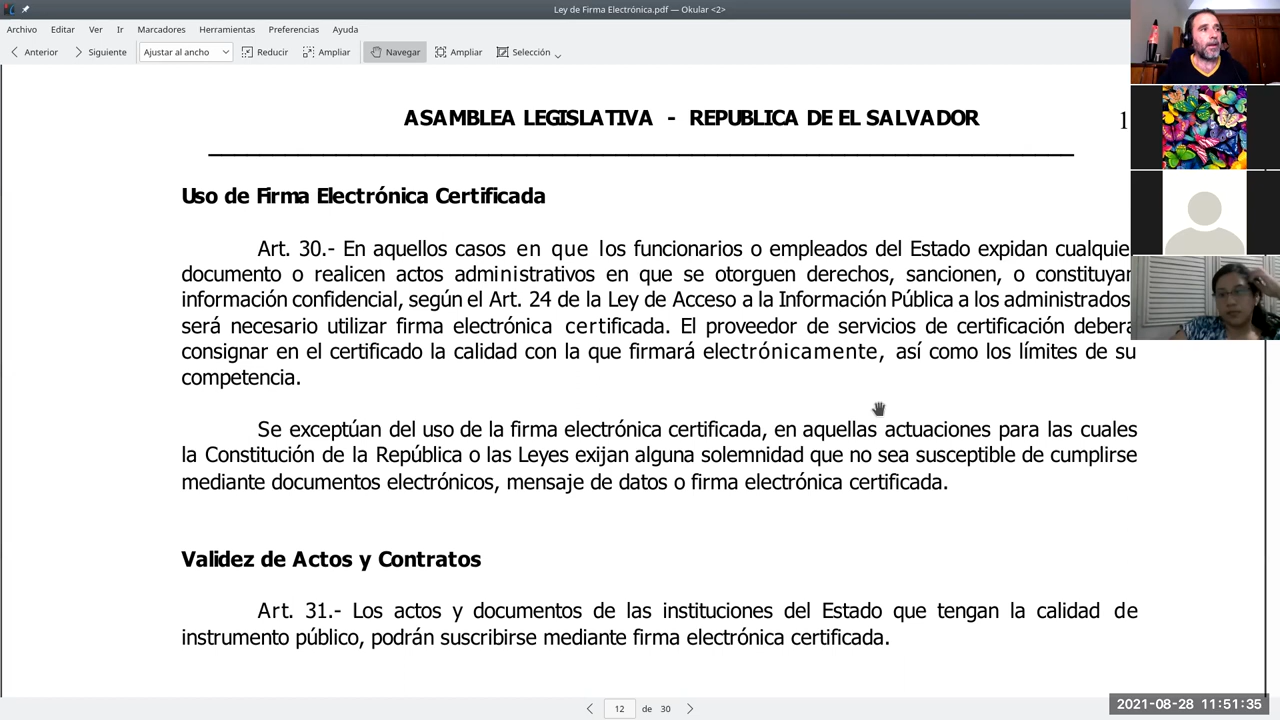 Ley de Firma Electrónica.pdf — Okular <2>
Archivo Editar Ver Ir Marcadores Herramientas Preferencias Ayuda
Anterior Siguiente Ajustar al ancho Reducir Ampliar Navegar Ampliar Selección
ASAMBLEA LEGISLATIVA - REPUBLICA DE EL SALVADOR
1
Uso de Firma Electrónica Certificada
Art. 30.- En aquellos casos en que los funcionarios o empleados del Estado expidan cualquie
documento o realicen actos administrativos en que se otorguen derechos, sancionen, o constituyan
información confidencial, según el Art. 24 de la Ley de Acceso a la Información Pública a los administrados
será necesario utilizar firma electrónica certificada. El proveedor de servicios de certificación deberá
consignar en el certificado la calidad con la que firmará electrónicamente, así como los límites de su
competencia.
Se exceptúan del uso de la firma electrónica certificada, en aquellas actuaciones para las cuales
la Constitución de la República o las Leyes exijan alguna solemnidad que no sea susceptible de cumplirse
mediante documentos electrónicos, mensaje de datos o firma electrónica certificada.
Validez de Actos y Contratos
Art. 31.- Los actos y documentos de las instituciones del Estado que tengan la calidad de
instrumento público, podrán suscribirse mediante firma electrónica certificada.
12 de 30
2021-08-28 11:51:35